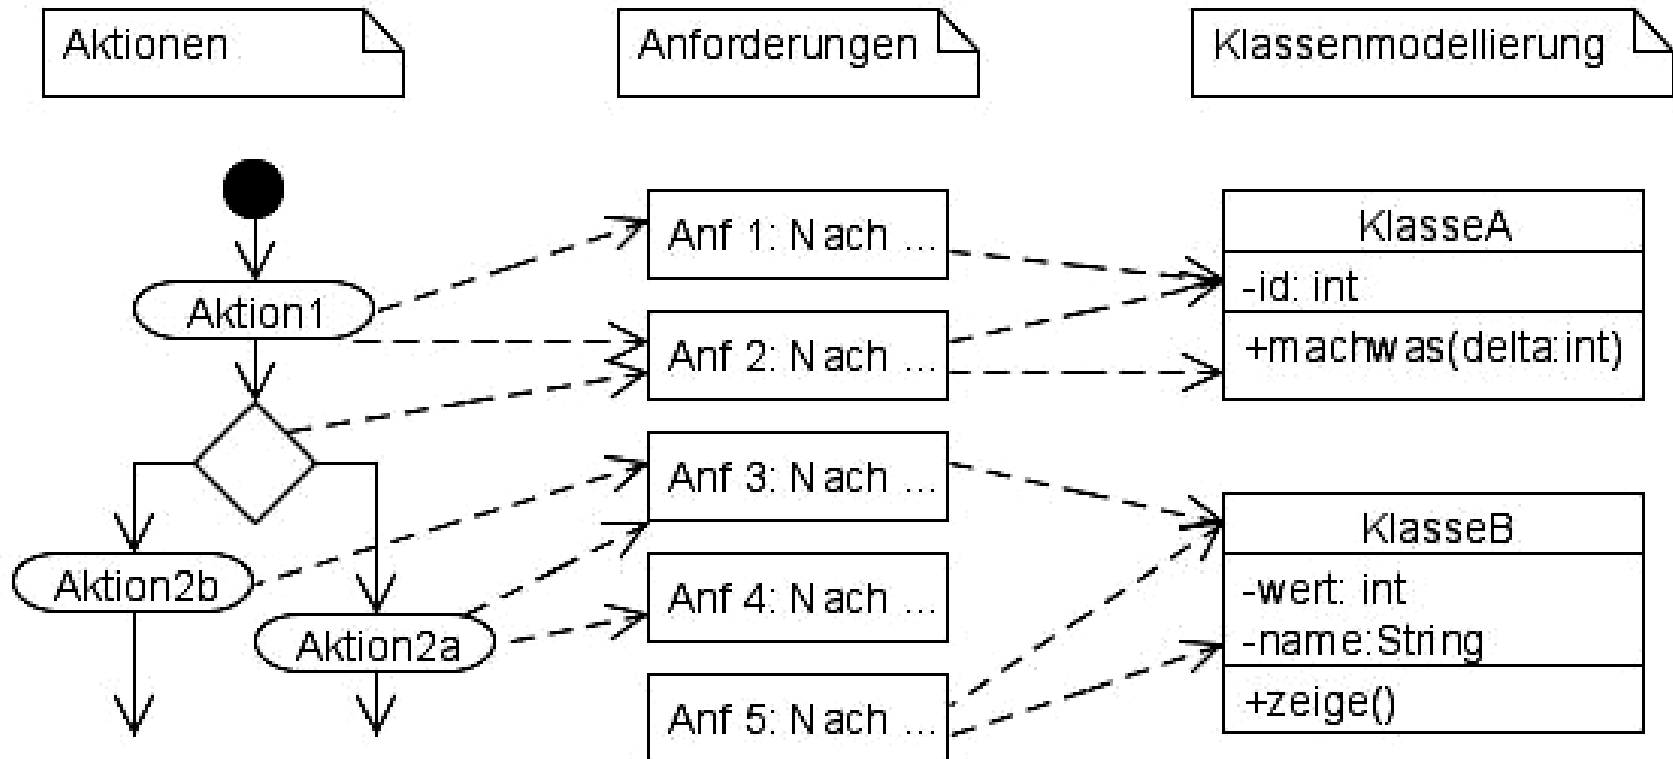 Aktionen
Anforderungen
Klassenmodellierung
Aktion1
Aktion2b
Aktion2a
Anf 1: Nach ...
Anf 2: Nach ...
Anf 3: Nach ...
Anf 4: Nach ...
Anf 5: Nach ...
KlasseA
-id: int
+machwas(delta:int)
KlasseB
-wert: int
-name:String
+zeige()